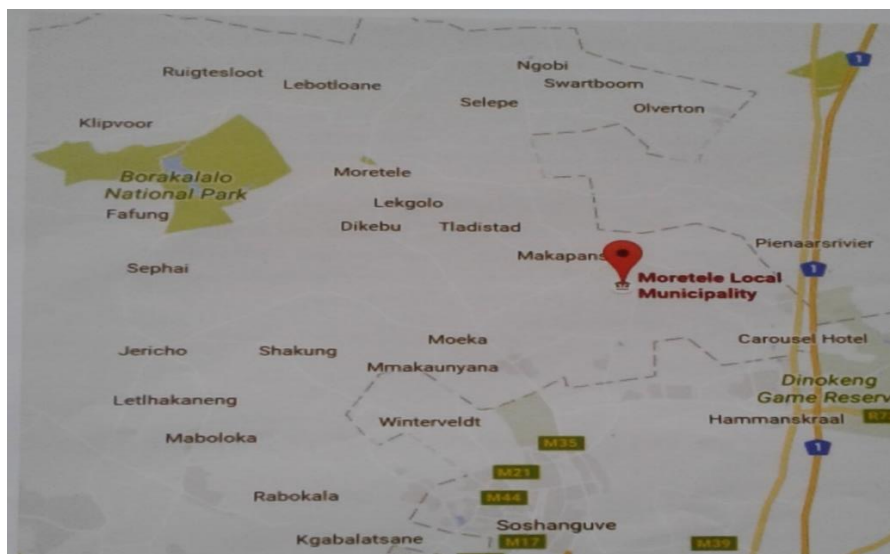 1
Ngobi
Ruigtesloot
Lebotloane
Swartboom
Selepe
Olverton
Klipvoor
Borakalalo
National Park
Moretele
Lekgolo
Fafung
Dikebu
Tladistad
Makapans
Pienaarsrivier
Sephai
1
Moretele Local
Municipality
Jericho
Shakung
Moeka
Carousel Hotel
Mmakaunyana
Dinokeng
Game Reserv
Letlhakaneng
Winterveldt
Hammanskraal
Maboloka
M35
1
M21
Rabokala
M44
Soshanguve
Kgabalatsane
M17
M39